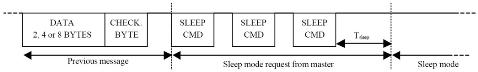 DATA CHECK SLEEP SLEEP SLEEP
2, 4 or 8 BYTES BYTE CMD CMD CMD
Tsleep
Previous message Sleep mode request from master Sleep mode